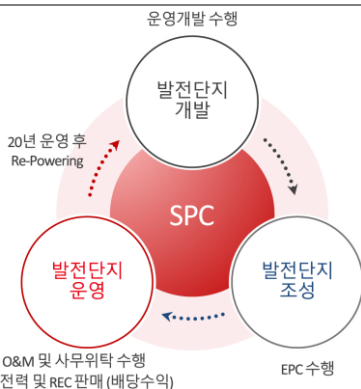 운영개발 수행
발전단지
개발
20년 운영 후
Re-Powering
SPC
발전단지
운영
발전단지
조성
O&M 및 사무위탁 수행
전력 및 REC 판매 (배당수익)
EPC 수행